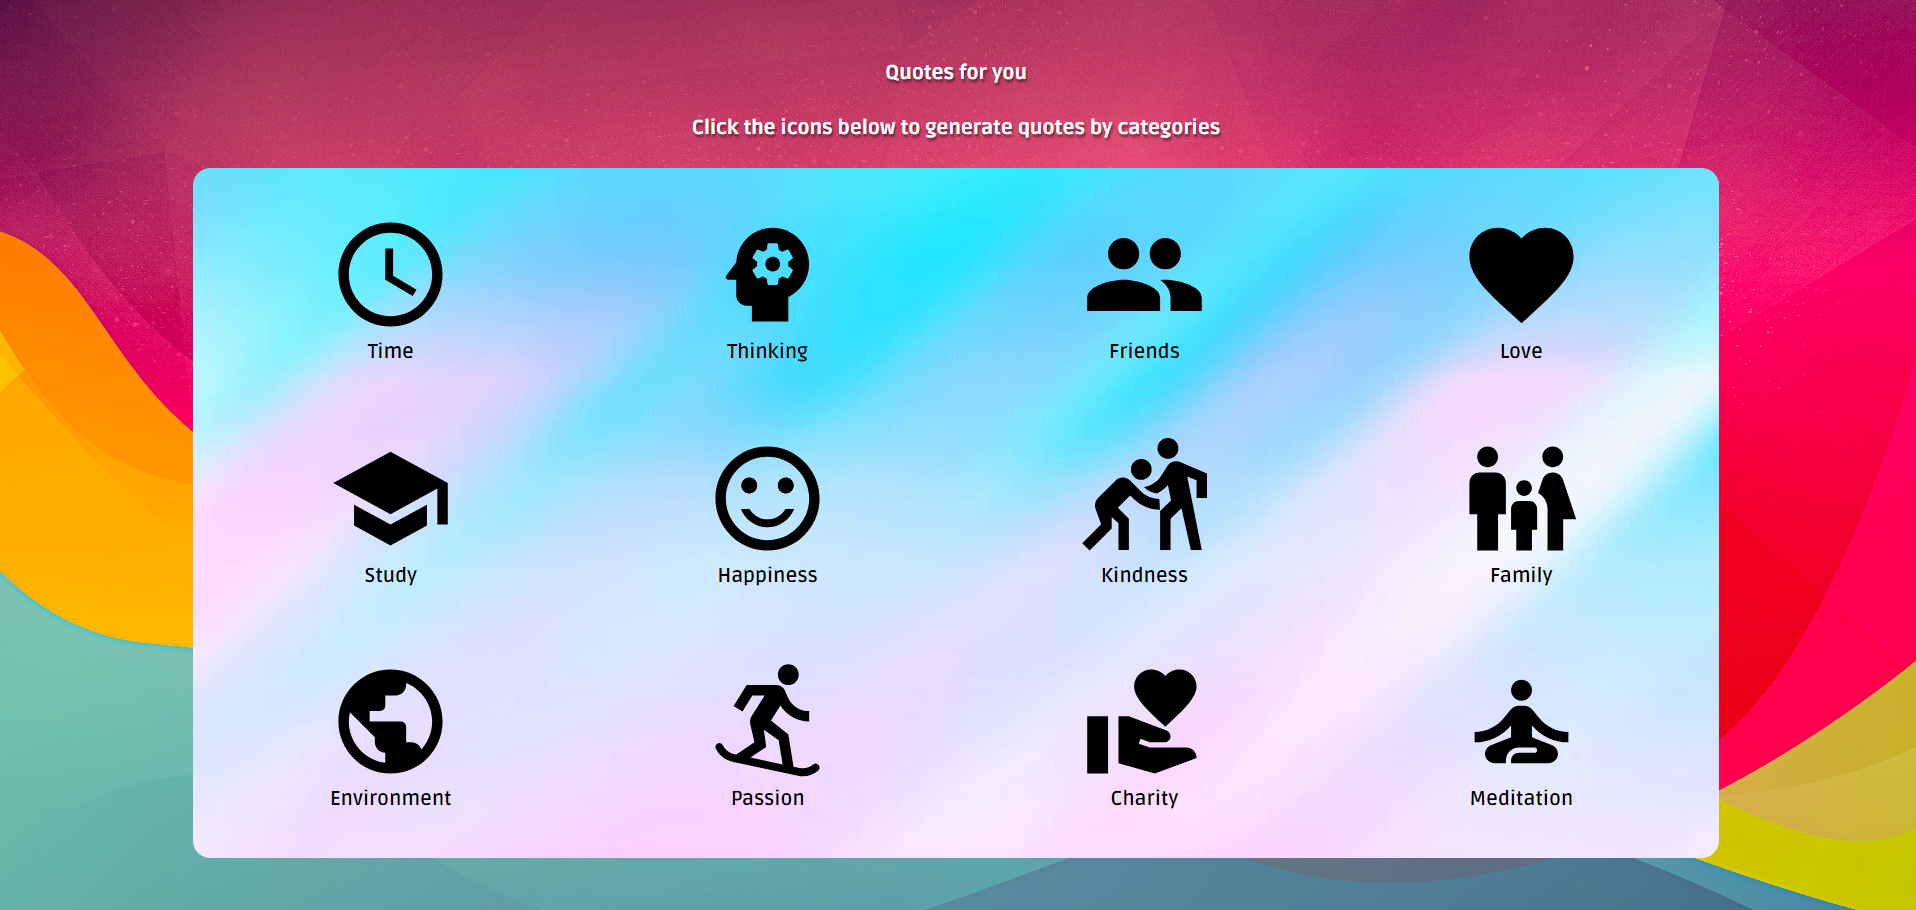 Quotes for you
Click the icons below to generate quotes by categories
Time
Thinking
Friends
Love
Study
Happiness
Kindness
Family
Environment
Passion
Charity
Meditation